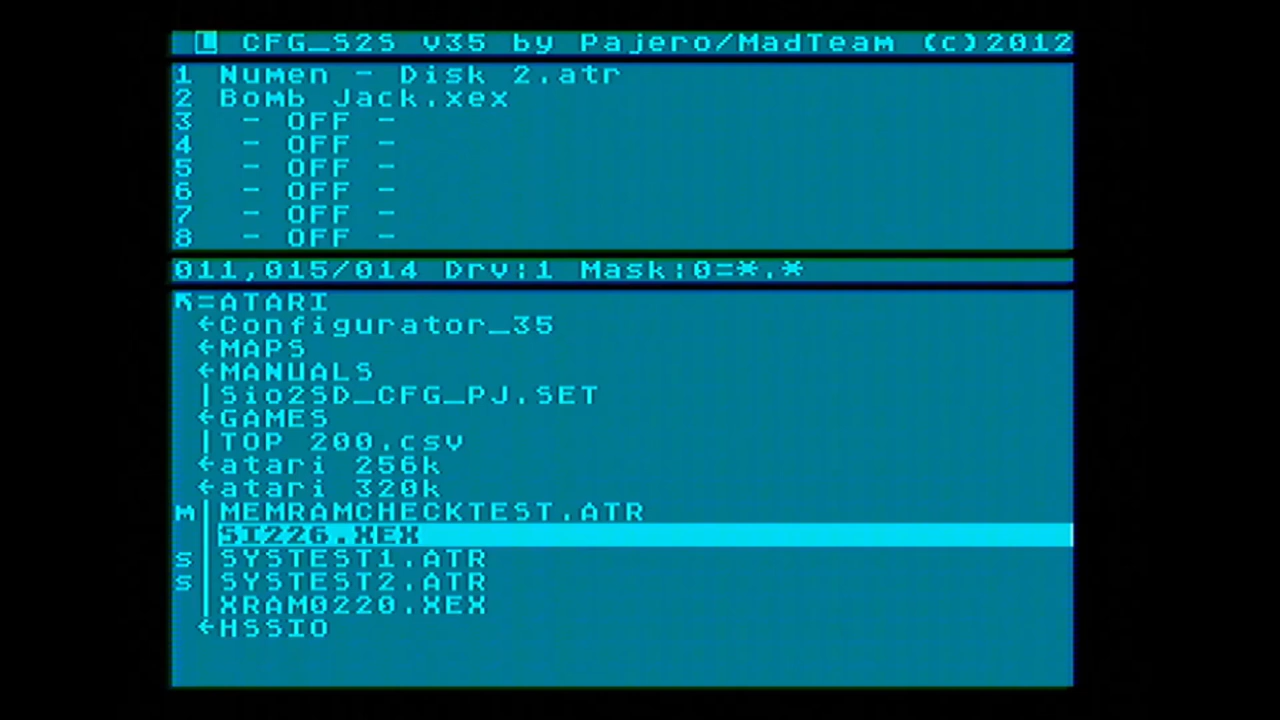 L CFG_S2S v35 by Pajero/MadTeam (c)2012
1 Numen - Disk 2.atr
2 Bomb Jack.xex
3 - OFF -
4 - OFF -
5 - OFF -
6 - OFF -
7 - OFF -
8 - OFF -
011,015/014 Drv:1 Mask:0=*.*
↖=ATARI
←Configurator_35
←MAPS
←MANUALS
|Sio2SD_CFG_PJ.SET
←GAMES
|TOP 200.csv
←atari 256k
←atari 320k
m|MEMRAMCHECKTEST.ATR
|SI226.XEX
s|SYSTEST1.ATR
s|SYSTEST2.ATR
|XRAM0220.XEX
←HSSIO